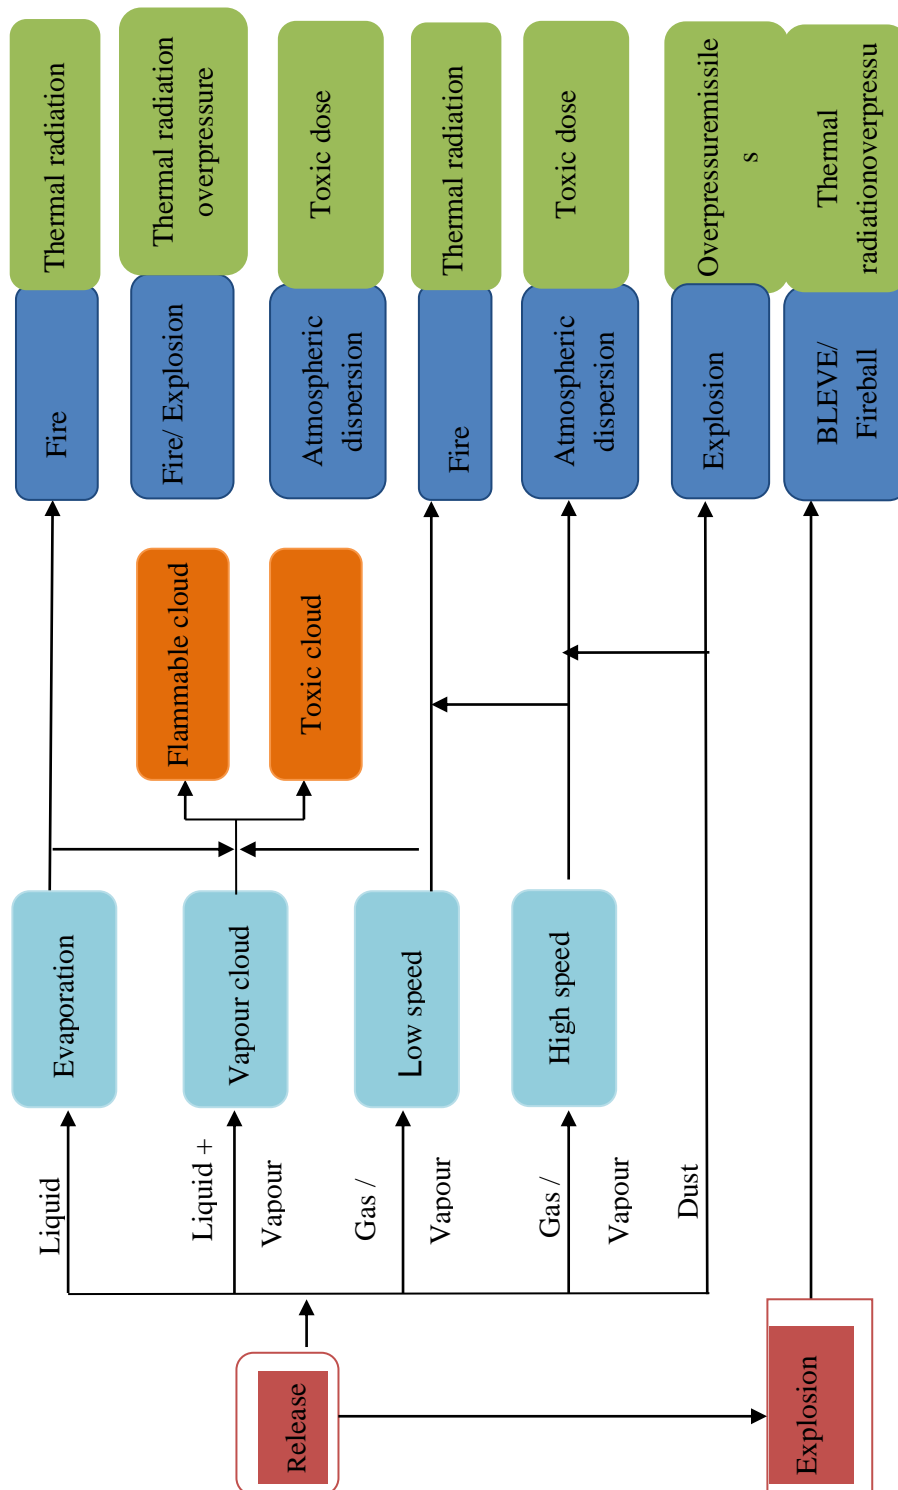 Release
Explosion
Liquid
Liquid +
Vapour
Gas /
Vapour
Gas /
Vapour
Dust
Evaporation
Vapour cloud
Low speed
High speed
Flammable cloud
Toxic cloud
Fire
Fire/ Explosion
Atmospheric
dispersion
Fire
Atmospheric
dispersion
Explosion
BLEVE/
Fireball
Thermal radiation
Thermal radiation
overpressure
Toxic dose
Thermal radiation
Toxic dose
Overpressuremissile
s
Thermal
radiationoverpressu